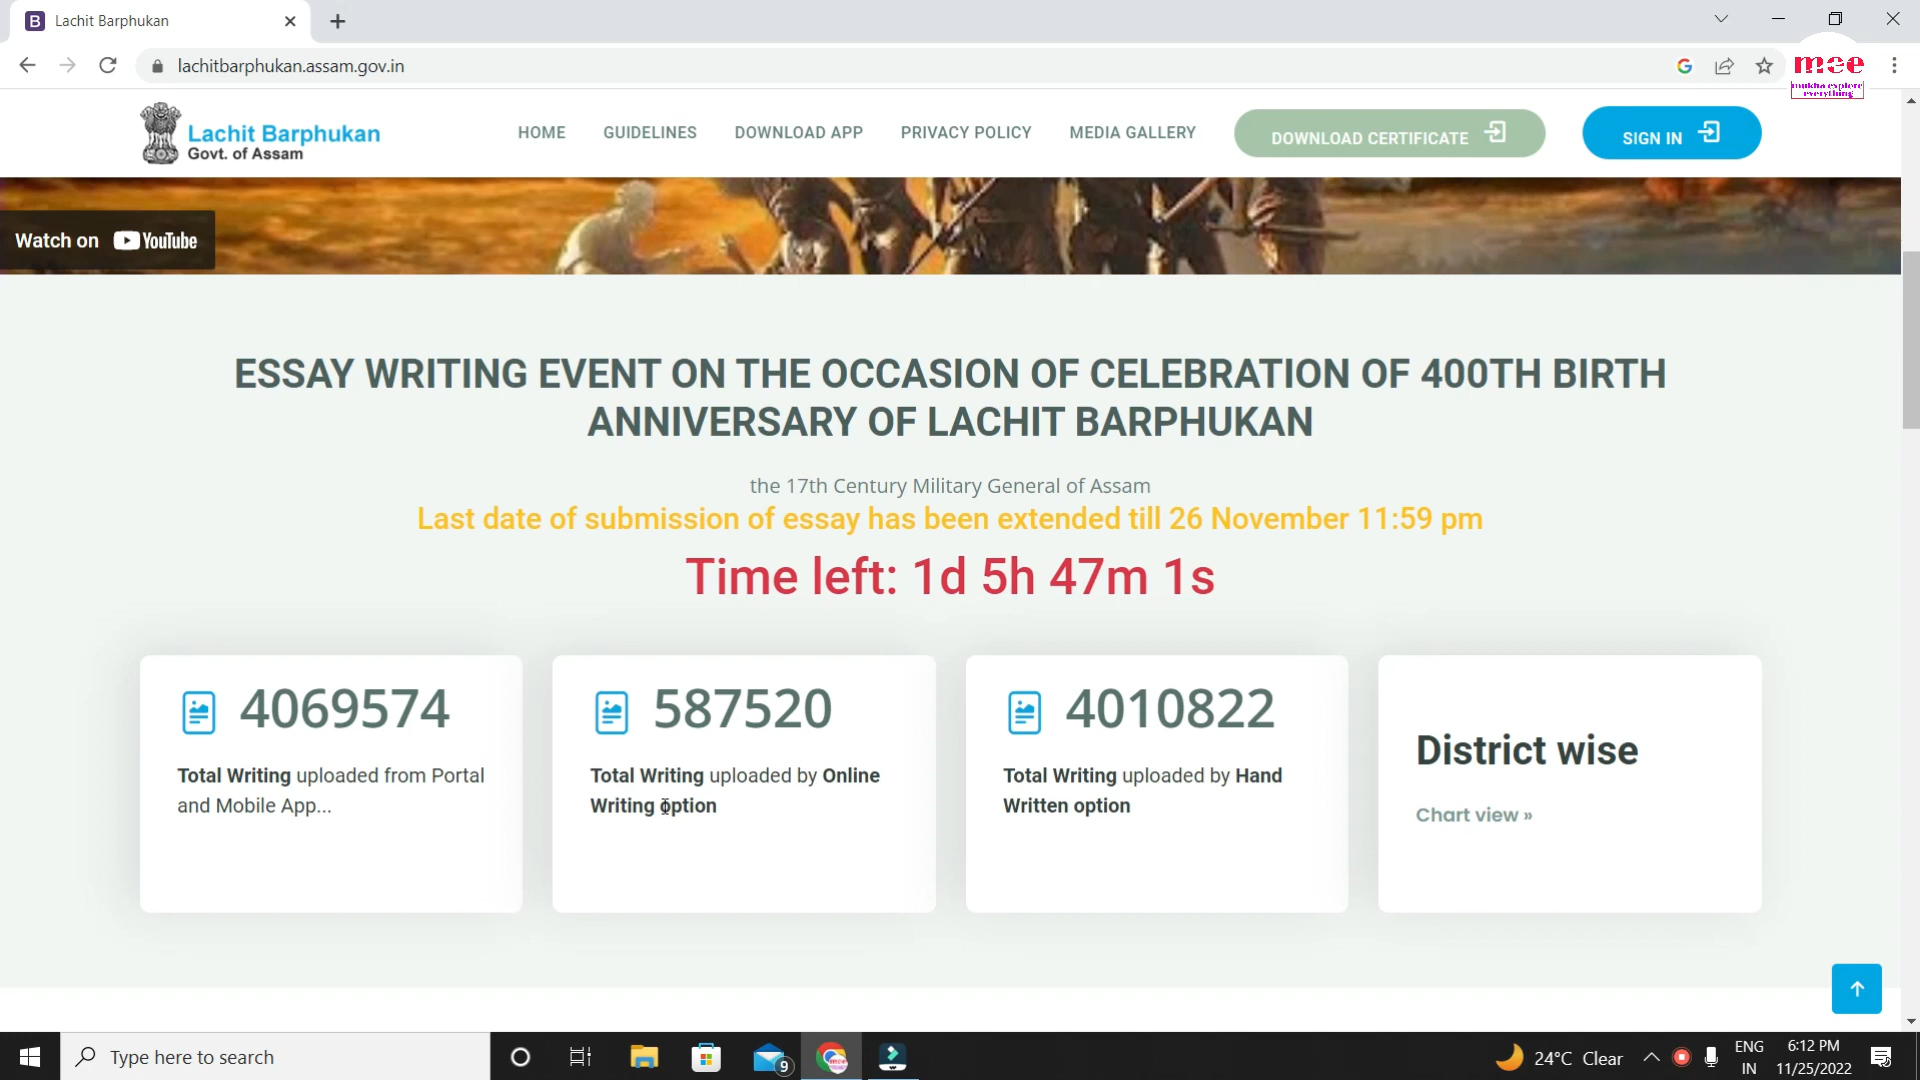 Lachit Barphukan
lachitbarphukan.assam.gov.in
mee
mukha explore
everything
Lachit Barphukan
Govt. of Assam
HOME
GUIDELINES
DOWNLOAD APP
PRIVACY POLICY
MEDIA GALLERY
DOWNLOAD CERTIFICATE
SIGN IN
Watch on YouTube
ESSAY WRITING EVENT ON THE OCCASION OF CELEBRATION OF 400TH BIRTH
ANNIVERSARY OF LACHIT BARPHUKAN
the 17th Century Military General of Assam
Last date of submission of essay has been extended till 26 November 11:59 pm
Time left: 1d 5h 47m 1s
4069574
Total Writing uploaded from Portal
and Mobile App...
587520
Total Writing uploaded by Online
Writing option
4010822
Total Writing uploaded by Hand
Written option
District wise
Chart view »
Type here to search
9
24°C Clear
ENG
IN
6:12 PM
11/25/2022